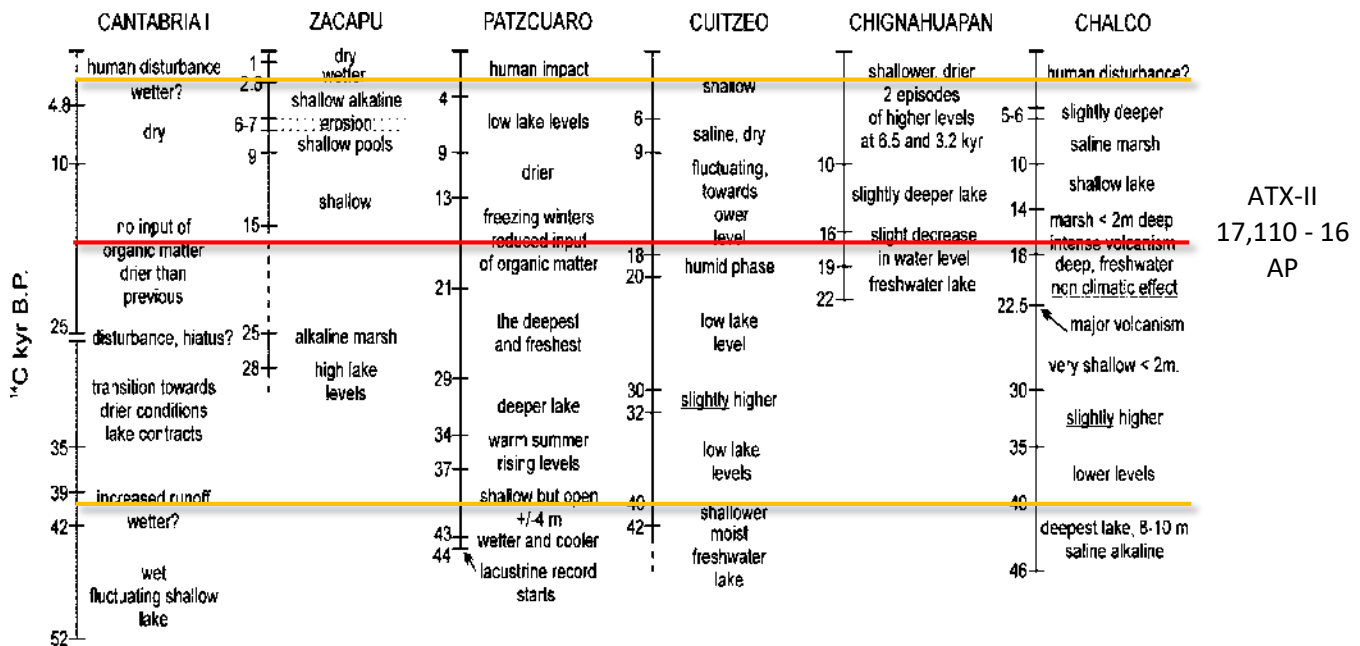 CANTABRIA I
human disturbance
wetter?
4.8
dry
10
no input of
organic matter
drier than
previous
25
disturbance, hiatus?
transition towards
drier conditions
lake contracts
35
39
increased runoff
42
wetter?
wet
fluctuating shallow
lake
52
¹⁴C kyr B.P.
ZACAPU
dry
1
wetter
shallow alkaline
6-7
erosion
shallow pools
9
shallow
15
25
alkaline marsh
28
high lake
levels
PATZCUARO
human impact
4
low lake levels
9
drier
13
freezing winters
reduced input
of organic matter
21
the deepest
and freshest
29
deeper lake
34
warm summer
rising levels
37
shallow but open
+/-4 m
43
wetter and cooler
44
lacustrine record
starts
CUITZEO
shallow
6
saline, dry
9
fluctuating,
towards
ower
level
18
humid phase
20
low lake
level
30
slightly higher
32
low lake
levels
40
shallower
42
moist
freshwater
lake
CHIGNAHUAPAN
shallower, drier
2 episodes
of higher levels
at 6.5 and 3.2 kyr
10
slightly deeper lake
16
slight decrease
in water level
19
freshwater lake
22
CHALCO
human disturbance?
5-6
slightly deeper
saline marsh
10
shallow lake
14
marsh < 2m deep
intense volcanism
18
deep, freshwater
non climatic effect
22.5
major volcanism
very shallow < 2m.
30
slightly higher
35
lower levels
40
deepest lake, 8-10 m
saline alkaline
46
ATX-II
17,110 - 16
AP